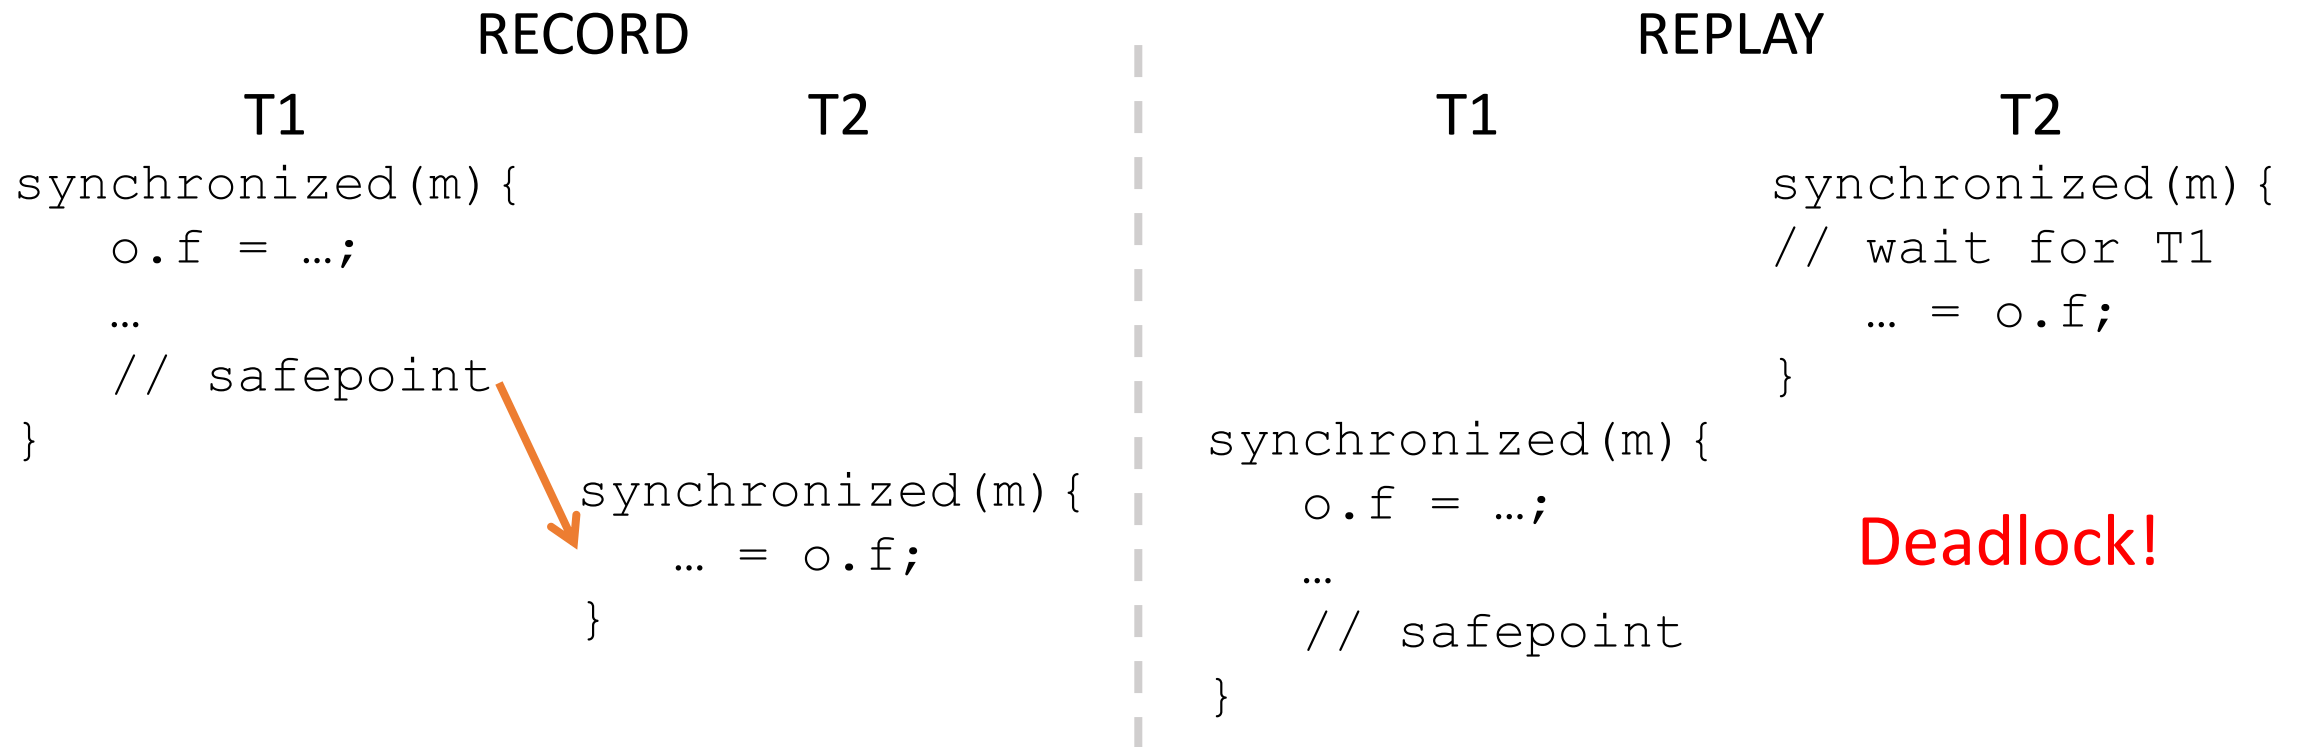 RECORD
T1
T2
synchronized(m){
o.f = …;
…
// safepoint
}
synchronized(m){
… = o.f;
}
REPLAY
T1
T2
synchronized(m){
// wait for T1
… = o.f;
}
synchronized(m){
o.f = …;
…
// safepoint
}
Deadlock!